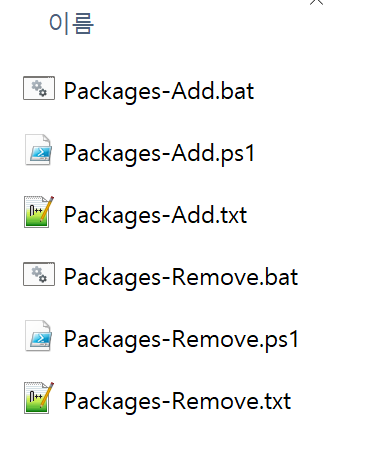 이름
Packages-Add.bat
Packages-Add.ps1
Packages-Add.txt
Packages-Remove.bat
Packages-Remove.ps1
Packages-Remove.txt